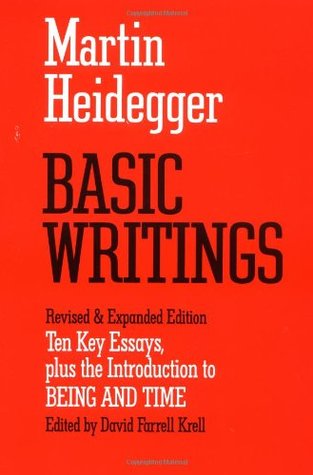 Martin
Heidegger
BASIC
WRITINGS
Revised & Expanded Edition
Ten Key Essays,
plus the Introduction to
BEING AND TIME
Edited by David Farrell Krell